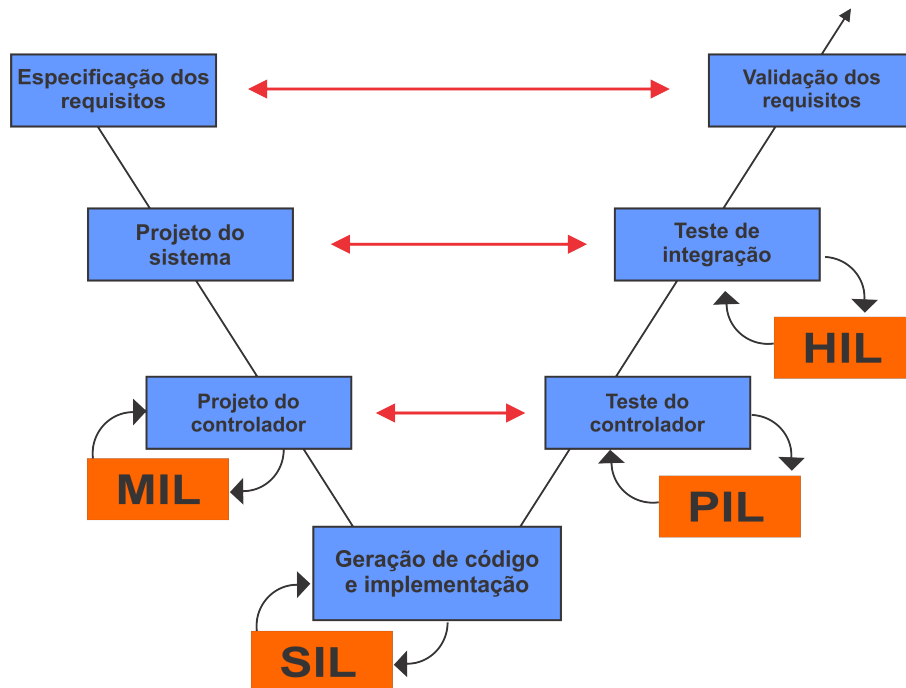 Especificação dos
requisitos
Validação dos
requisitos
Projeto do
sistema
Teste de
integração
HIL
Projeto do
controlador
Teste do
controlador
MIL
PIL
Geração de código
e implementação
SIL